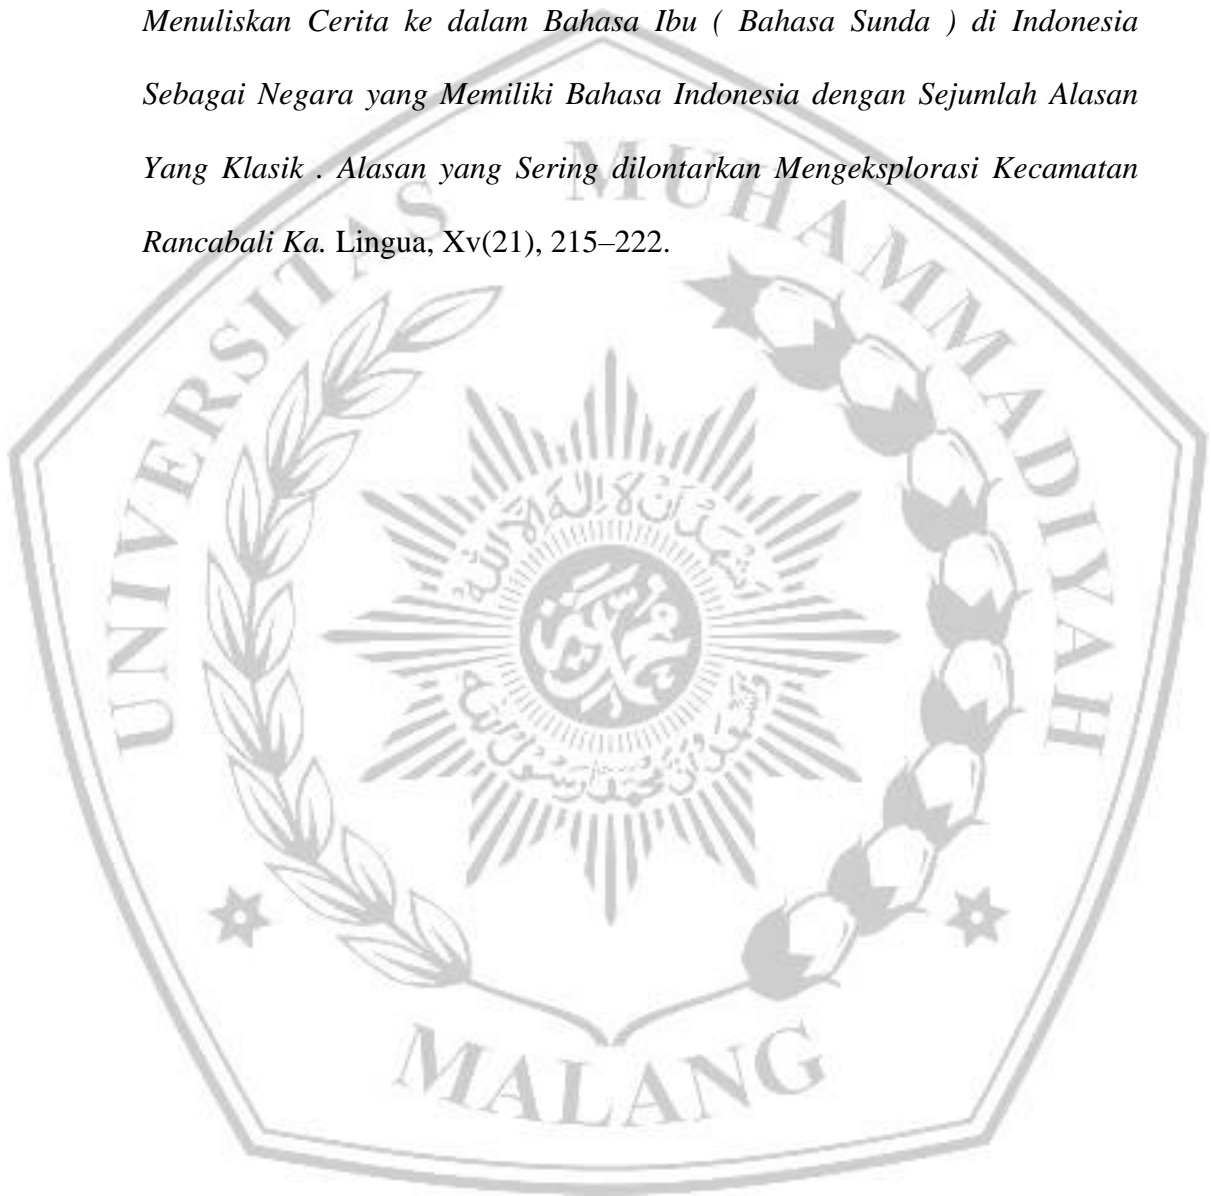 Menuliskan Cerita ke dalam Bahasa Ibu ( Bahasa Sunda ) di Indonesia
Sebagai Negara yang Memiliki Bahasa Indonesia dengan Sejumlah Alasan
Yang Klasik . Alasan yang Sering dilontarkan Mengeksplorasi Kecamatan
Rancabali Ka. Lingua, Xv(21), 215–222.
UNIVERSITAS MUHAMMADIYAH
MALANG